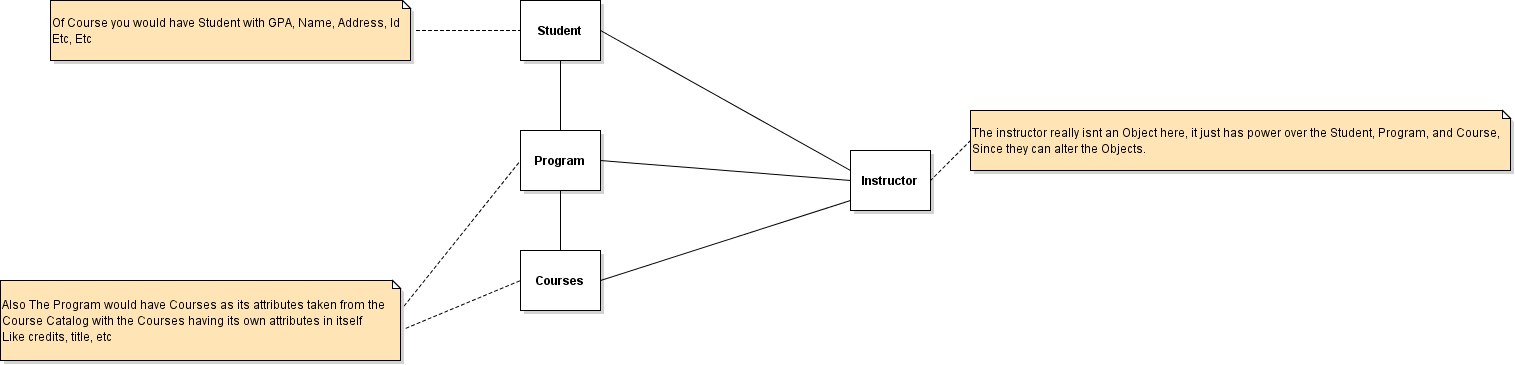 Of Course you would have Student with GPA, Name, Address, Id
Etc, Etc
Student
The instructor really isnt an Object here, it just has power over the Student, Program, and Course,
Since they can alter the Objects.
Program
Instructor
Courses
Also The Program would have Courses as its attributes taken from the
Course Catalog with the Courses having its own attributes in itself
Like credits, title, etc